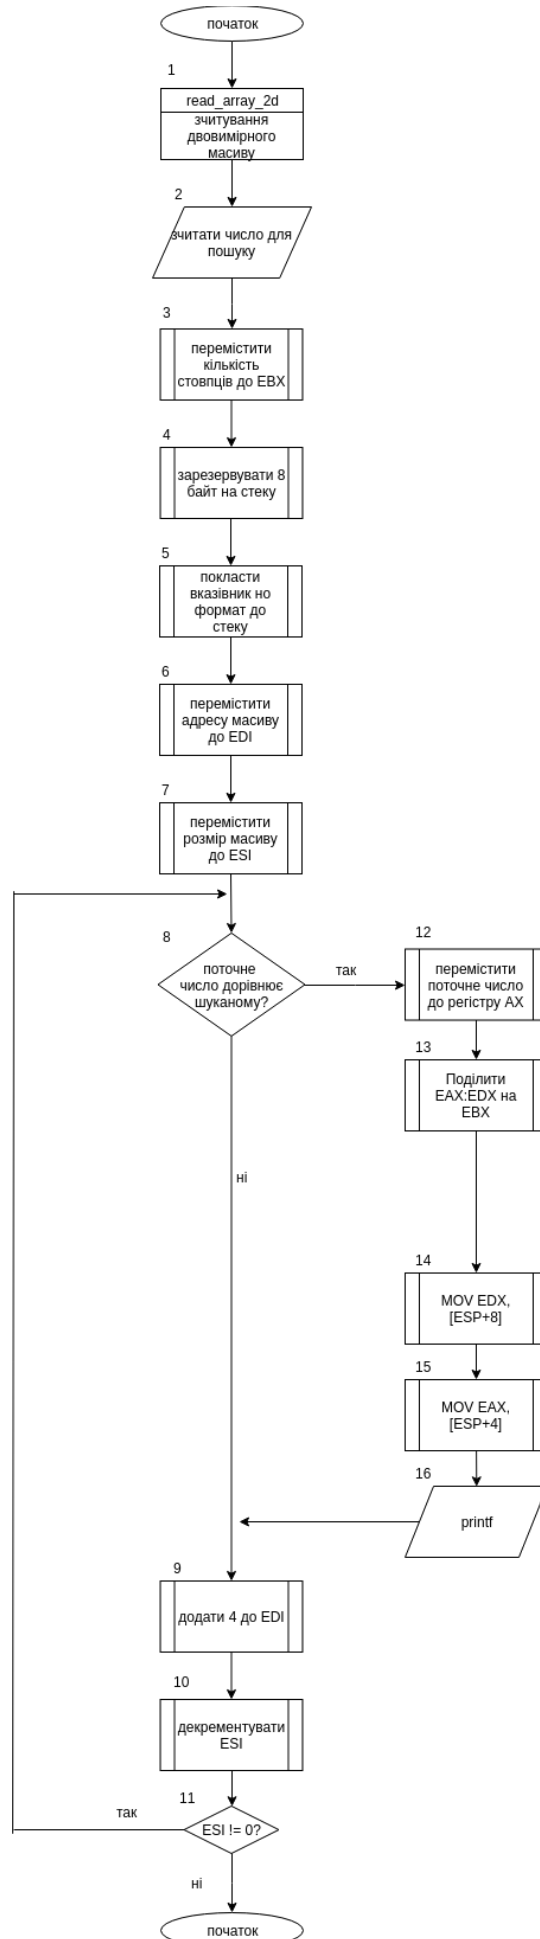 початок
1
read_array_2d
зчитування
двовимірного
масиву
2
зчитати число для
пошуку
3
перемістити
кількість
стовпців до EBX
4
зарезервувати 8
байт на стеку
5
покласти
вказівник но
формат до
стеку
6
перемістити
адресу масиву
до EDI
7
перемістити
розмір масиву
до ESI
8
поточне
число дорівнює
шуканому?
так
12
перемістити
поточне число
до регістру AX
13
Поділити
EAX:EDX на
EBX
ні
14
MOV EDX,
[ESP+8]
15
MOV EAX,
[ESP+4]
16
printf
9
додати 4 до EDI
10
декрементувати
ESI
11
ESI != 0?
так
ні
початок